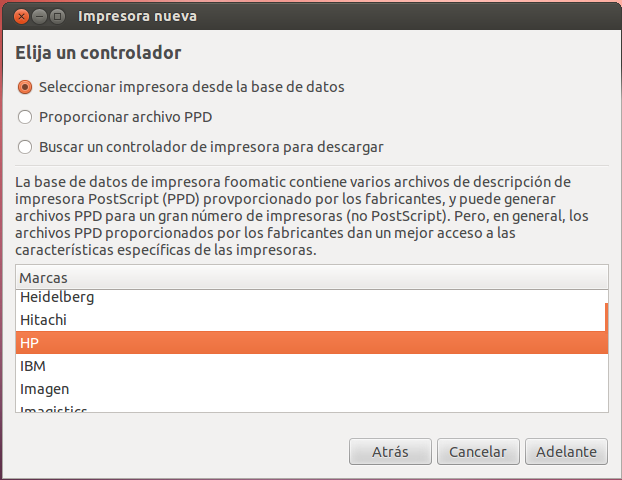 Impresora nueva
Elija un controlador
Seleccionar impresora desde la base de datos
Proporcionar archivo PPD
Buscar un controlador de impresora para descargar
La base de datos de impresora foomatic contiene varios archivos de descripción de
impresora PostScript (PPD) provporcionado por los fabricantes, y puede generar
archivos PPD para un gran número de impresoras (no PostScript). Pero, en general, los
archivos PPD proporcionados por los fabricantes dan un mejor acceso a las
características específicas de las impresoras.
Marcas
Heidelberg
Hitachi
HP
IBM
Imagen
Imagistics
Atrás Cancelar Adelante